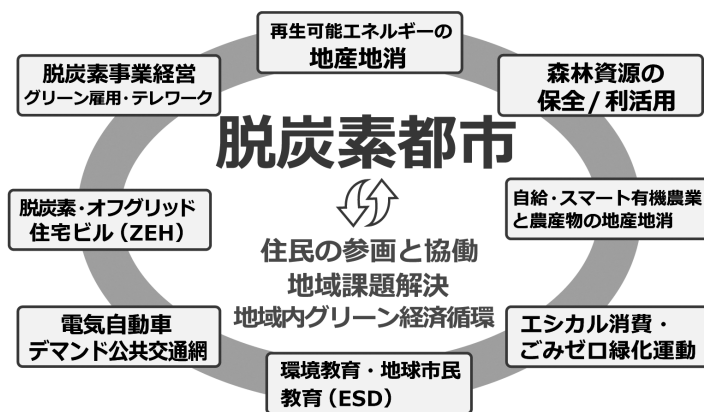 再生可能エネルギーの
地産地消
脱炭素事業経営
グリーン雇用・テレワーク
森林資源の
保全/利活用
脱炭素都市
脱炭素・オフグリッド
住宅ビル(ZEH)
自給・スマート有機農業
と農産物の地産地消
住民の参画と協働
地域課題解決
地域内グリーン経済循環
電気自動車
デマンド公共交通網
エシカル消費・
ごみゼロ緑化運動
環境教育・地球市民
教育(ESD)